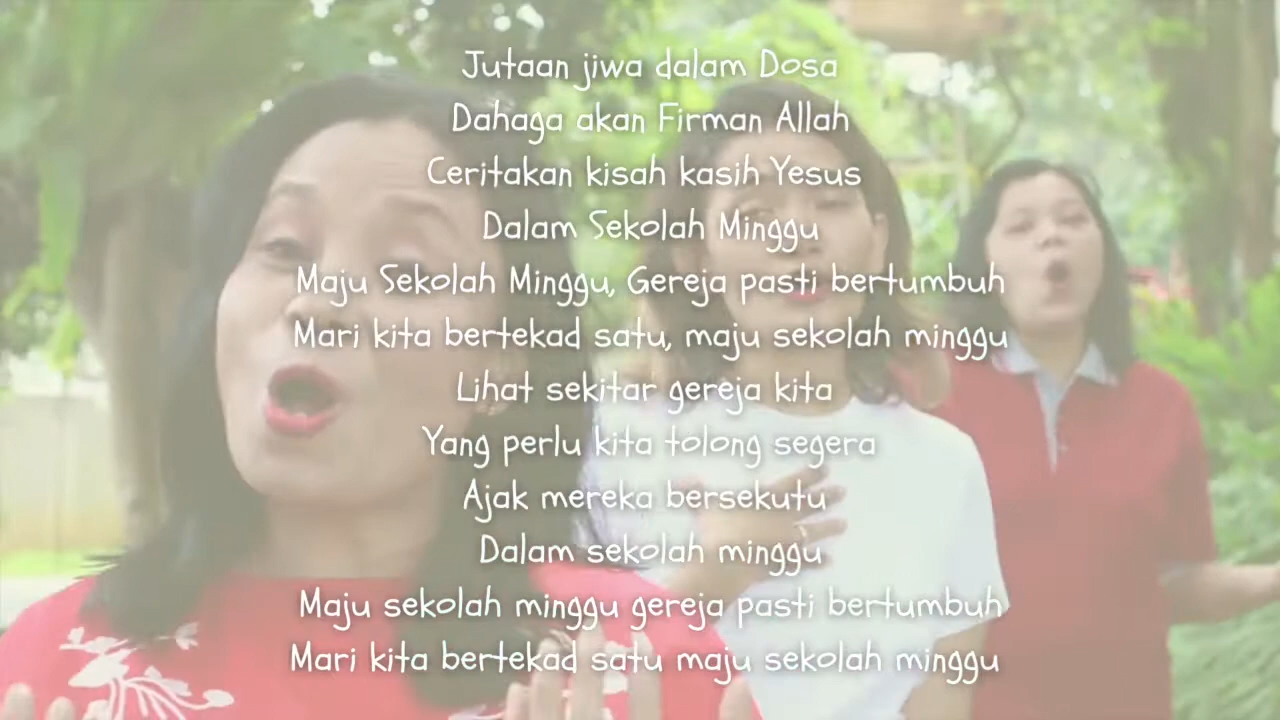 Jutaan jiwa dalam Dosa
Dahaga akan Firman Allah
Ceritakan kisah kasih Yesus
Dalam Sekolah Minggu
Maju Sekolah Minggu, Gereja pasti bertumbuh
Mari kita bertekad satu, maju sekolah minggu
Lihat sekitar gereja kita
Yang perlu kita tolong segera
Ajak mereka bersekutu
Dalam sekolah minggu
Maju sekolah minggu gereja pasti bertumbuh
Mari kita bertekad satu maju sekolah minggu